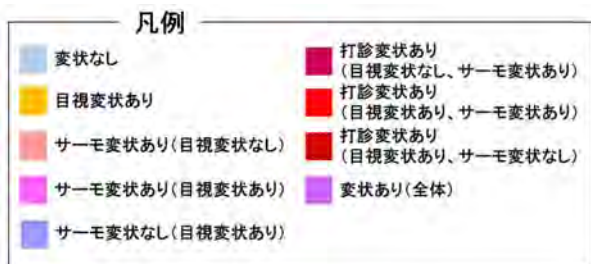 凡例
変状なし
目視変状あり
サーモ変状あり(目視変状なし)
サーモ変状あり(目視変状あり)
サーモ変状なし(目視変状あり)
打診変状あり
(目視変状なし、サーモ変状あり)
打診変状あり
(目視変状あり、サーモ変状あり)
打診変状あり
(目視変状あり、サーモ変状なし)
変状あり(全体)